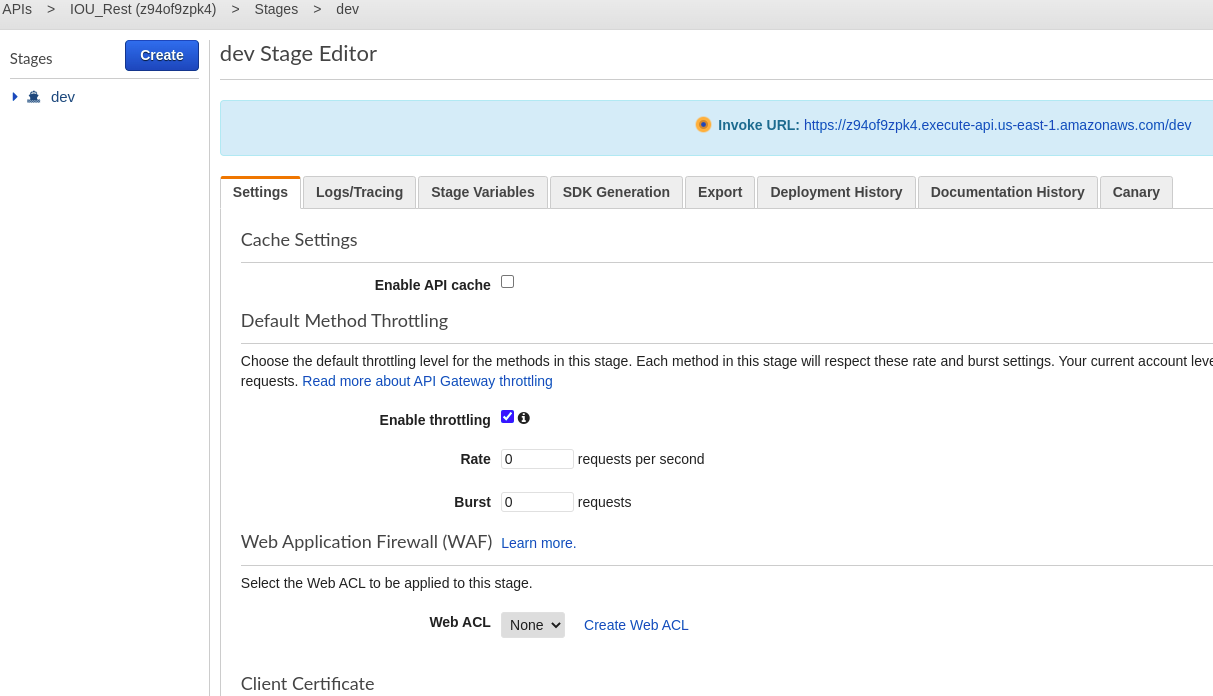 APIs > IOU_Rest (z94of9zpk4) > Stages > dev
Stages
Create
dev
dev Stage Editor
Invoke URL: https://z94of9zpk4.execute-api.us-east-1.amazonaws.com/dev
Settings Logs/Tracing Stage Variables SDK Generation Export Deployment History Documentation History Canary
Cache Settings
Enable API cache
Default Method Throttling
Choose the default throttling level for the methods in this stage. Each method in this stage will respect these rate and burst settings. Your current account leve
requests. Read more about API Gateway throttling
Enable throttling
Rate 0 requests per second
Burst 0 requests
Web Application Firewall (WAF) Learn more.
Select the Web ACL to be applied to this stage.
Web ACL None Create Web ACL
Client Certificate